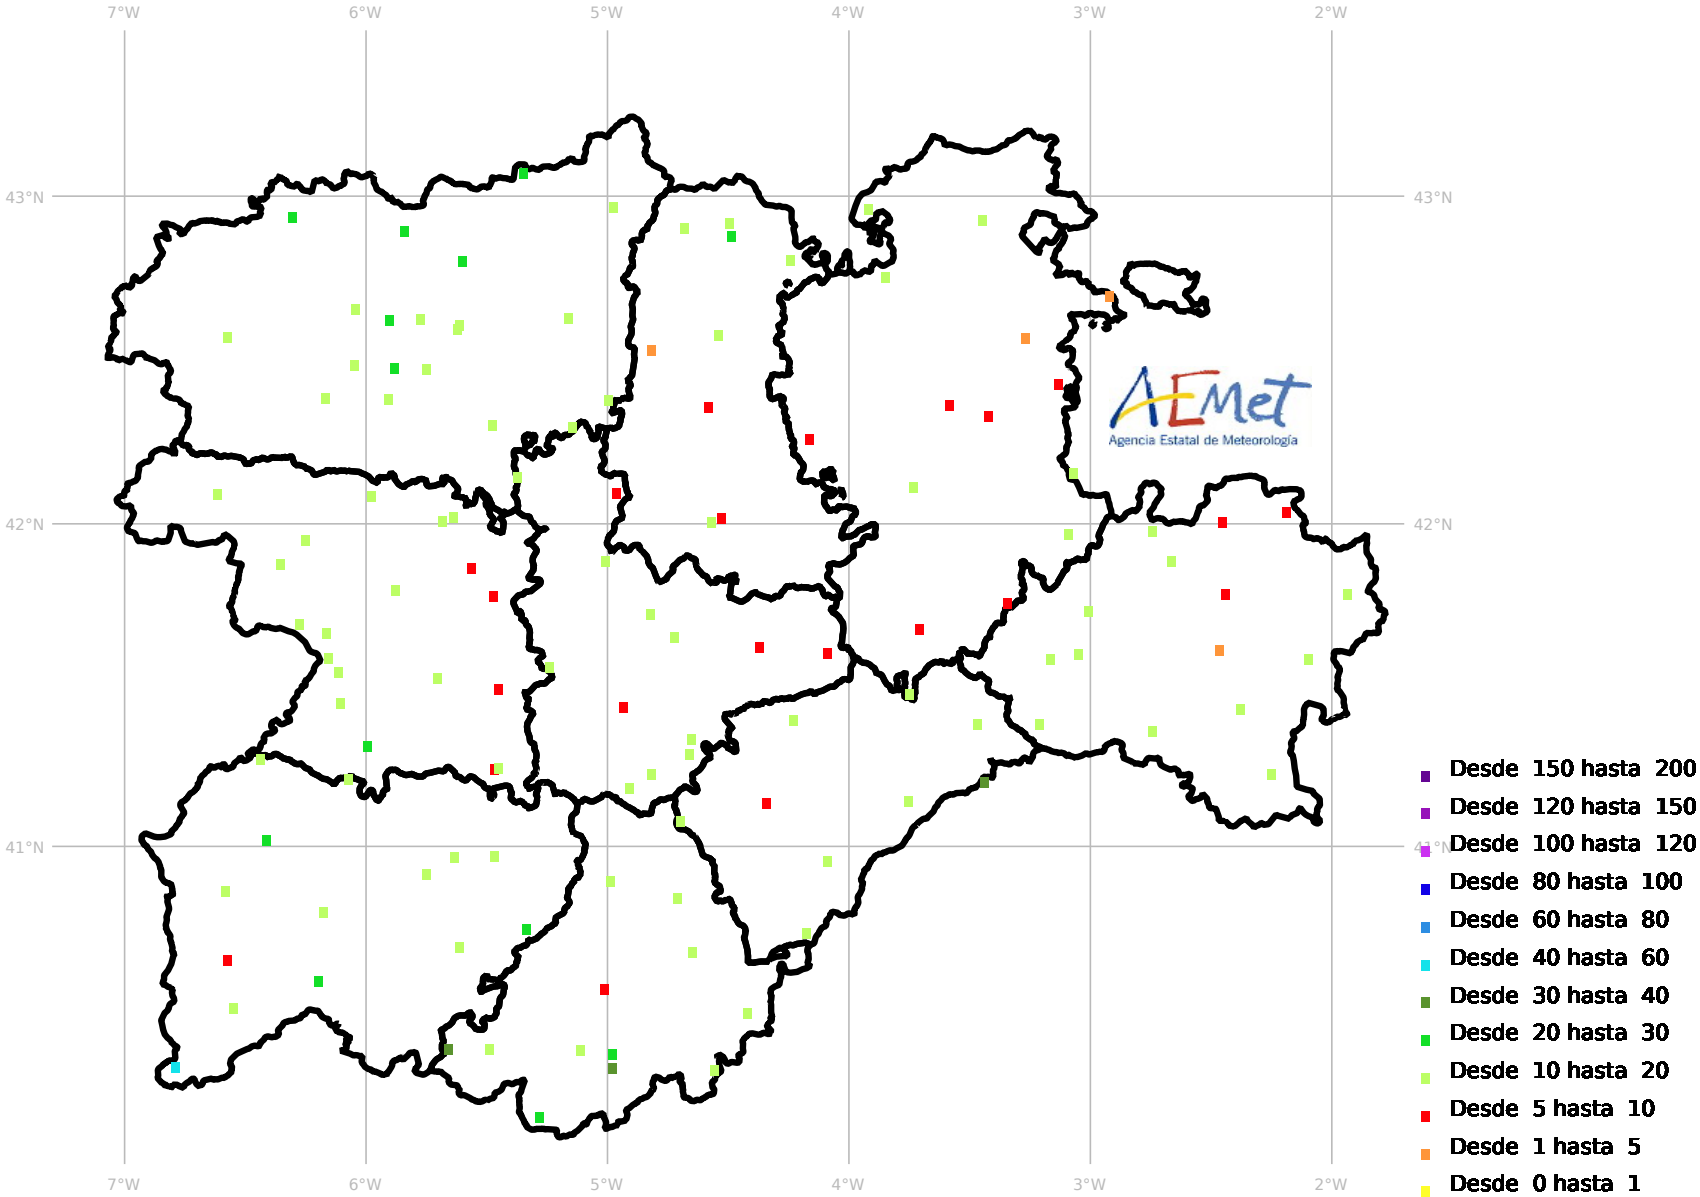 7°W 6°W 5°W 4°W 3°W 2°W
43°N 43°N
AEMet
Agencia Estatal de Meteorología
42°N 42°N
Desde 150 hasta 200
Desde 120 hasta 150
41°N 41°N Desde 100 hasta 120
Desde 80 hasta 100
Desde 60 hasta 80
Desde 40 hasta 60
Desde 30 hasta 40
Desde 20 hasta 30
Desde 10 hasta 20
Desde 5 hasta 10
Desde 1 hasta 5
Desde 0 hasta 1
7°W 6°W 5°W 4°W 3°W 2°W